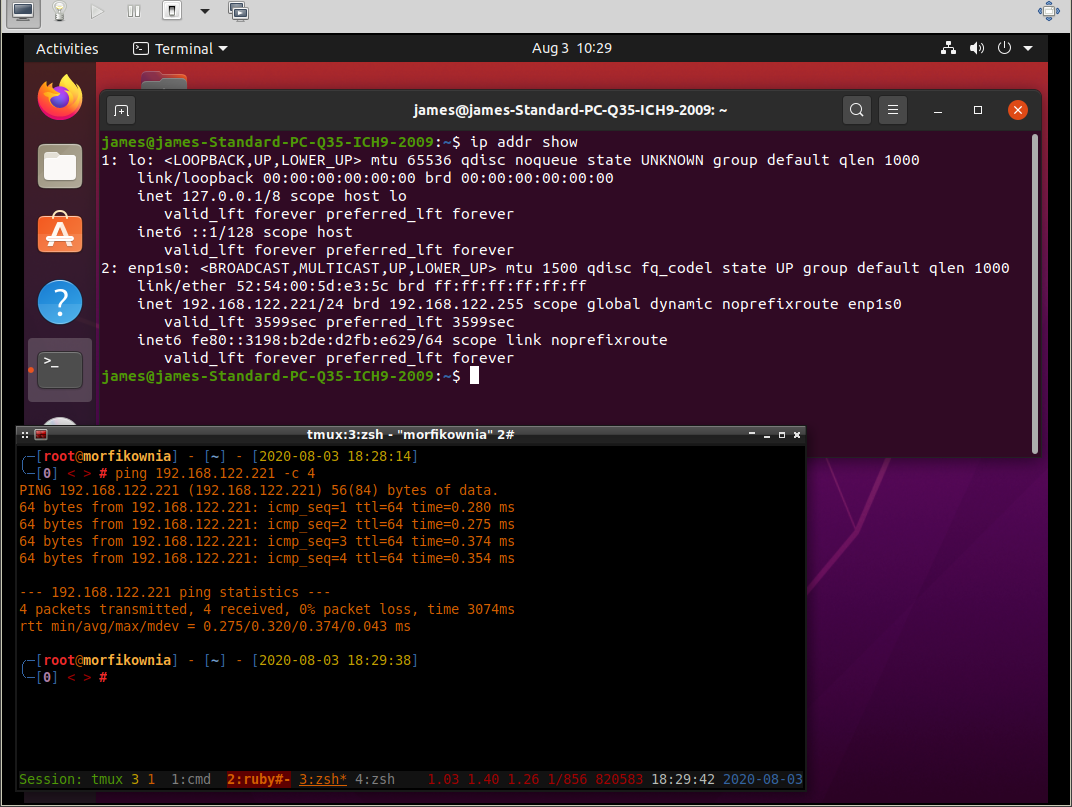 Activities
Terminal
Aug 3 10:29
james@james-Standard-PC-Q35-ICH9-2009: ~
james@james-Standard-PC-Q35-ICH9-2009:~$ ip addr show
1: lo: <LOOPBACK,UP,LOWER_UP> mtu 65536 qdisc noqueue state UNKNOWN group default qlen 1000
    link/loopback 00:00:00:00:00:00 brd 00:00:00:00:00:00
    inet 127.0.0.1/8 scope host lo
       valid_lft forever preferred_lft forever
    inet6 ::1/128 scope host
       valid_lft forever preferred_lft forever
2: enp1s0: <BROADCAST,MULTICAST,UP,LOWER_UP> mtu 1500 qdisc fq_codel state UP group default qlen 1000
    link/ether 52:54:00:5d:e3:5c brd ff:ff:ff:ff:ff:ff
    inet 192.168.122.221/24 brd 192.168.122.255 scope global dynamic noprefixroute enp1s0
       valid_lft 3599sec preferred_lft 3599sec
    inet6 fe80::3198:b2de:d2fb:e629/64 scope link noprefixroute
       valid_lft forever preferred_lft forever
james@james-Standard-PC-Q35-ICH9-2009:~$
tmux:3:zsh - "morfikownia" 2#
[root@morfikownia] - [~] - [2020-08-03 18:28:14]
[0] < > # ping 192.168.122.221 -c 4
PING 192.168.122.221 (192.168.122.221) 56(84) bytes of data.
64 bytes from 192.168.122.221: icmp_seq=1 ttl=64 time=0.280 ms
64 bytes from 192.168.122.221: icmp_seq=2 ttl=64 time=0.275 ms
64 bytes from 192.168.122.221: icmp_seq=3 ttl=64 time=0.374 ms
64 bytes from 192.168.122.221: icmp_seq=4 ttl=64 time=0.354 ms
--- 192.168.122.221 ping statistics ---
4 packets transmitted, 4 received, 0% packet loss, time 3074ms
rtt min/avg/max/mdev = 0.275/0.320/0.374/0.043 ms
[root@morfikownia] - [~] - [2020-08-03 18:29:38]
[0] < > #
Session: tmux 3 1 1:cmd 2:ruby#- 3:zsh* 4:zsh 1.03 1.40 1.26 1/856 820583 18:29:42 2020-08-03